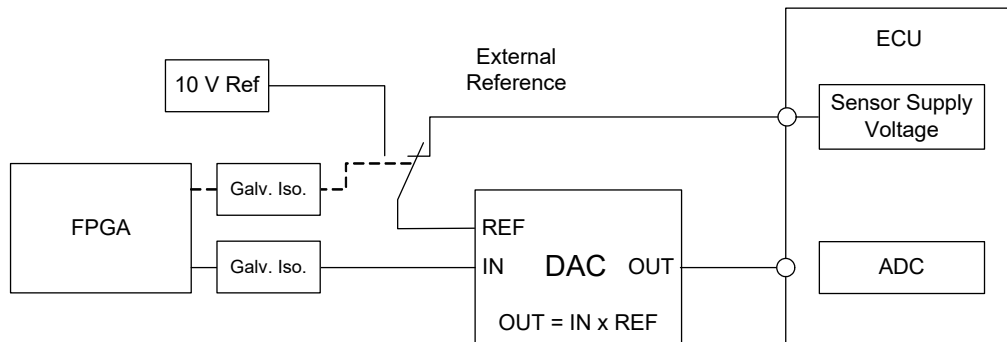 ECU
External
Reference
10 V Ref
Sensor Supply
Voltage
Galv. Iso.
FPGA
REF
Galv. Iso.
IN
DAC
OUT
ADC
OUT = IN x REF